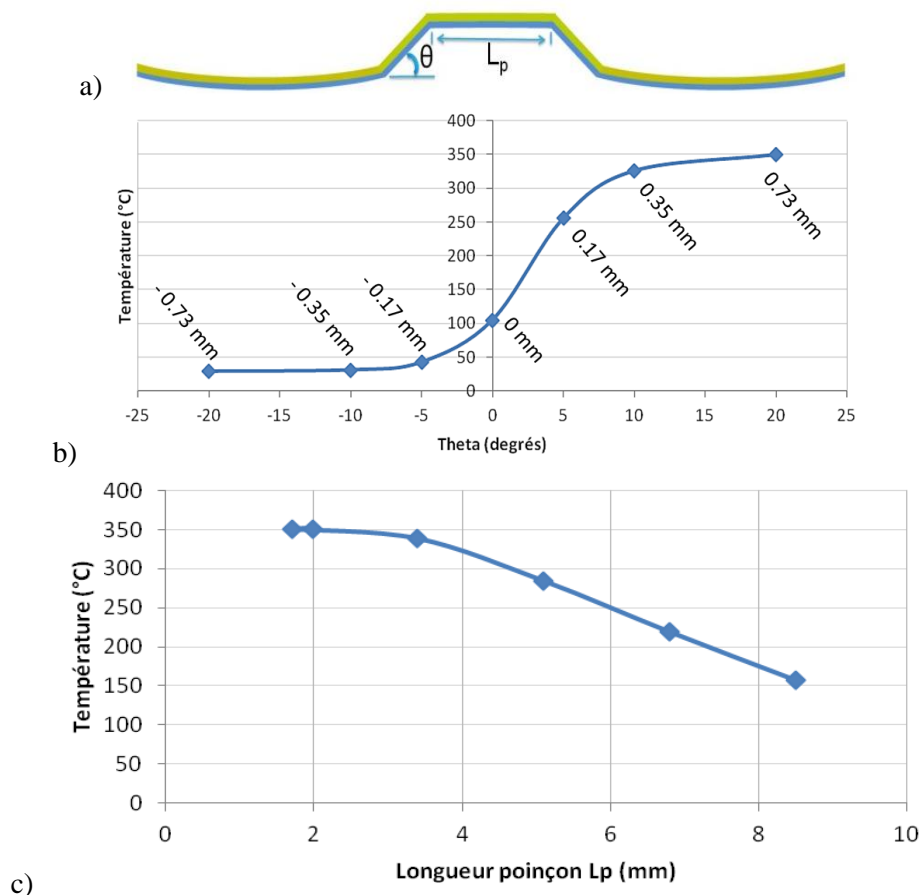 a)
θ
Lp
400
350
300
250
200
150
100
50
0
Température (°C)
- 0.73 mm
- 0.35 mm
- 0.17 mm
0 mm
0.17 mm
0.35 mm
0.73 mm
-25 -20 -15 -10 -5 0 5 10 15 20 25
Theta (degrés)
b)
400
350
300
250
200
150
100
50
0
Température (°C)
0 2 4 6 8 10
Longueur poinçon Lp (mm)
c)